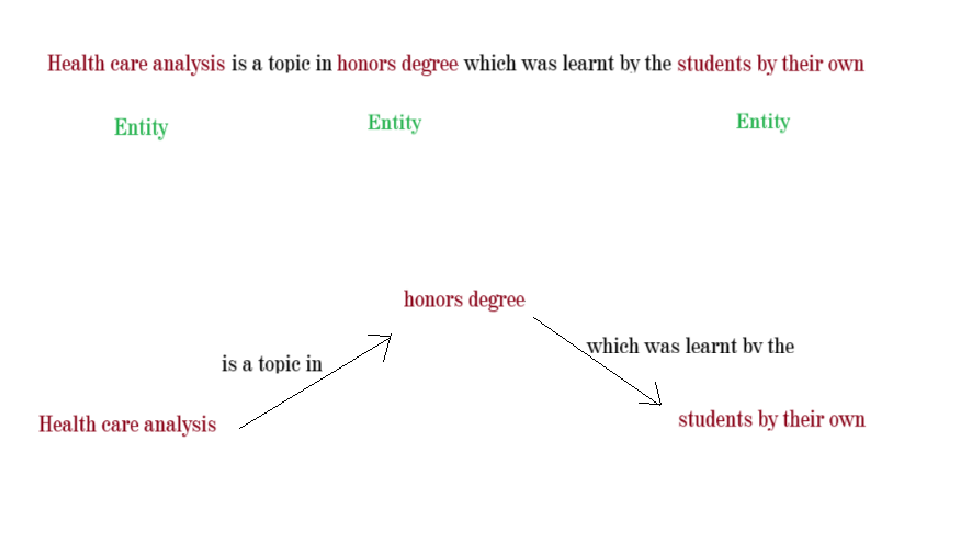 Health care analysis is a topic in honors degree which was learnt by the students by their own
Entity Entity Entity
honors degree
which was learnt by the
is a topic in
students by their own
Health care analysis